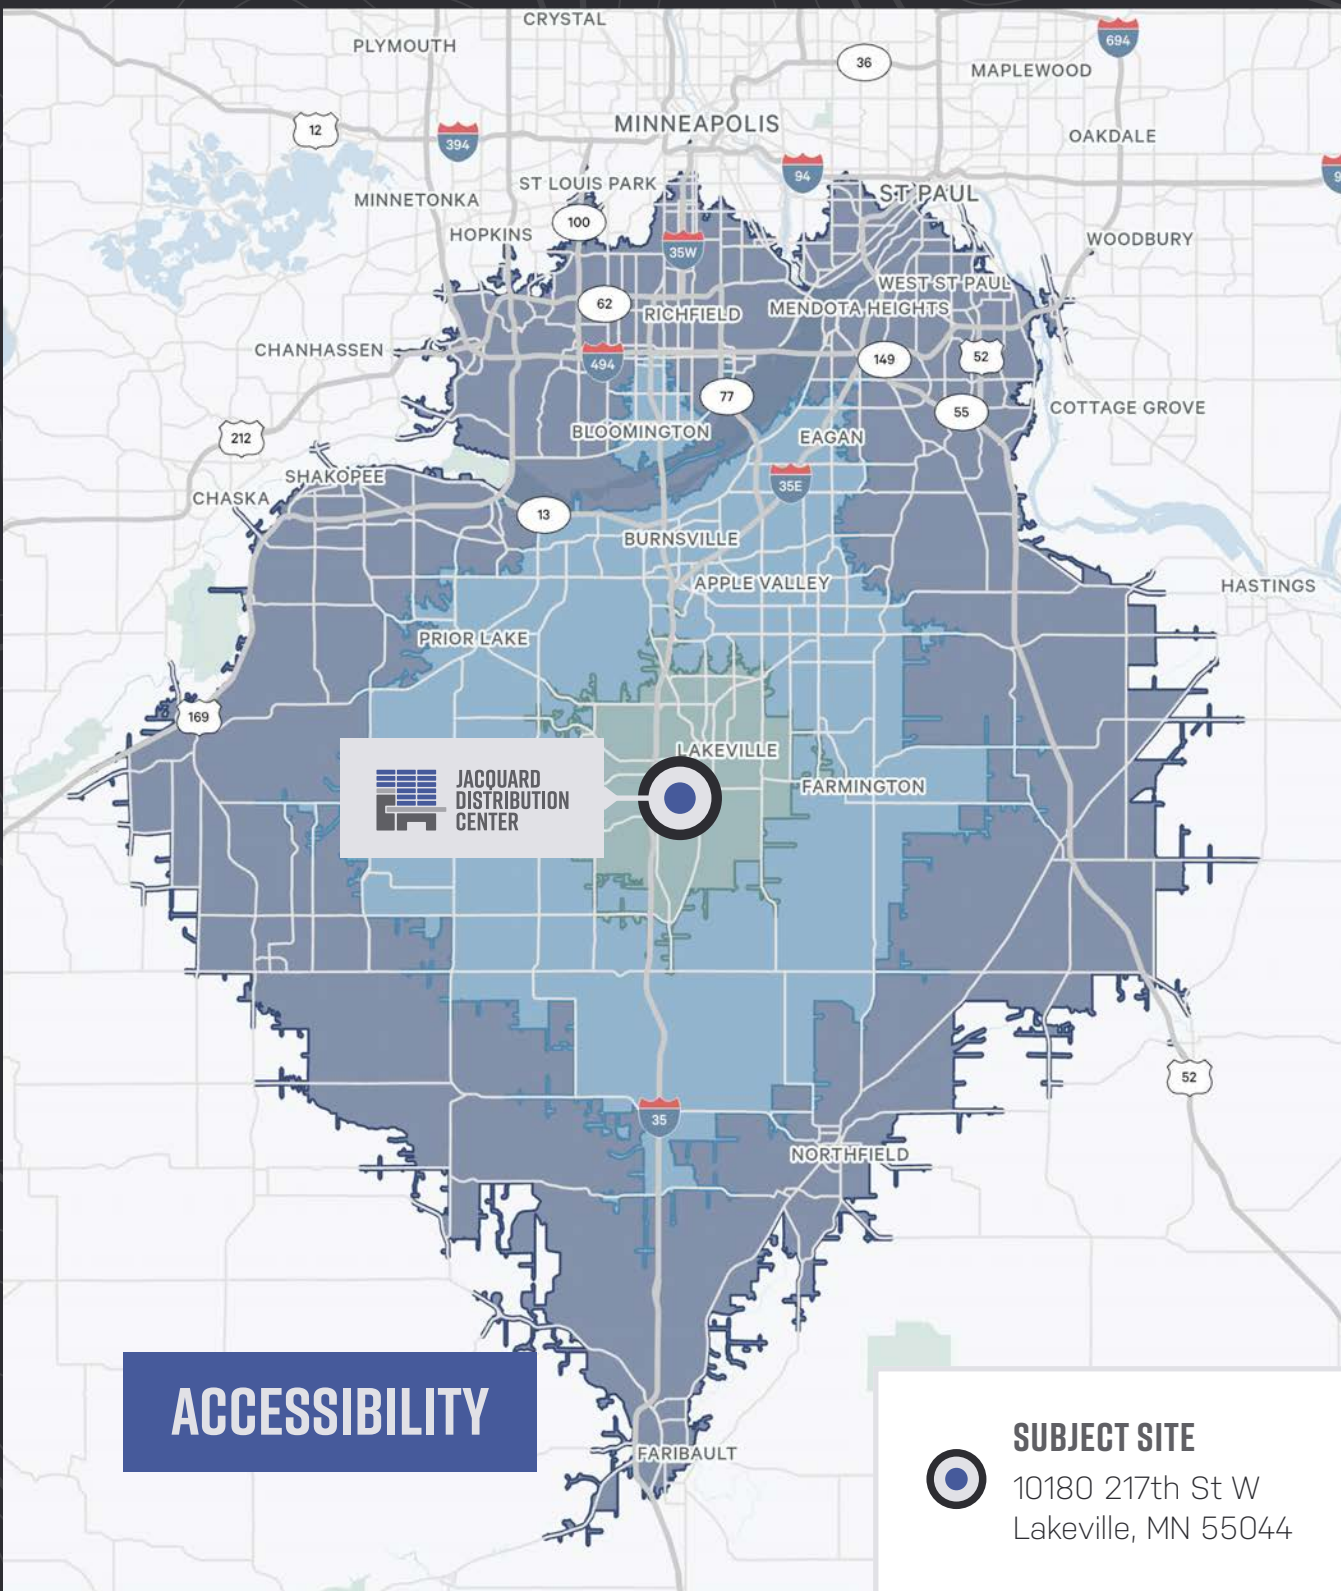 CRYSTAL
PLYMOUTH
694
36
MAPLEWOOD
MINNEAPOLIS
12
394
OAKDALE
94
9
ST LOUIS PARK
ST PAUL
MINNETONKA
100
HOPKINS
35W
WOODBURY
WEST ST PAUL
62
RICHFIELD
MENDOTA HEIGHTS
CHANHASSEN
494
149
52
77
55
COTTAGE GROVE
212
BLOOMINGTON
EAGAN
SHAKOPEE
35E
CHASKA
13
BURNSVILLE
APPLE VALLEY
HASTINGS
PRIOR LAKE
169
LAKEVILLE
JACQUARD
DISTRIBUTION
CENTER
FARMINGTON
52
35
NORTHFIELD
ACCESSIBILITY
FARIBAULT
SUBJECT SITE
10180 217th St W
Lakeville, MN 55044